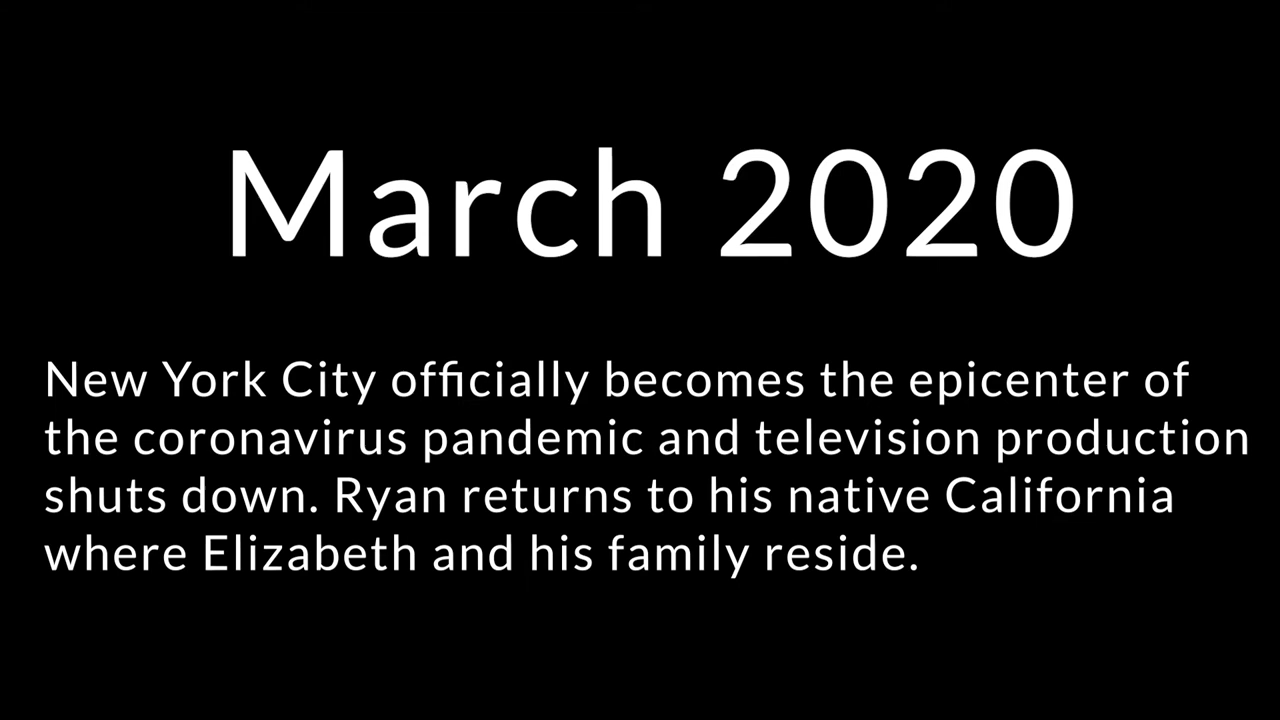 March 2020
New York City officially becomes the epicenter of
the coronavirus pandemic and television production
shuts down. Ryan returns to his native California
where Elizabeth and his family reside.